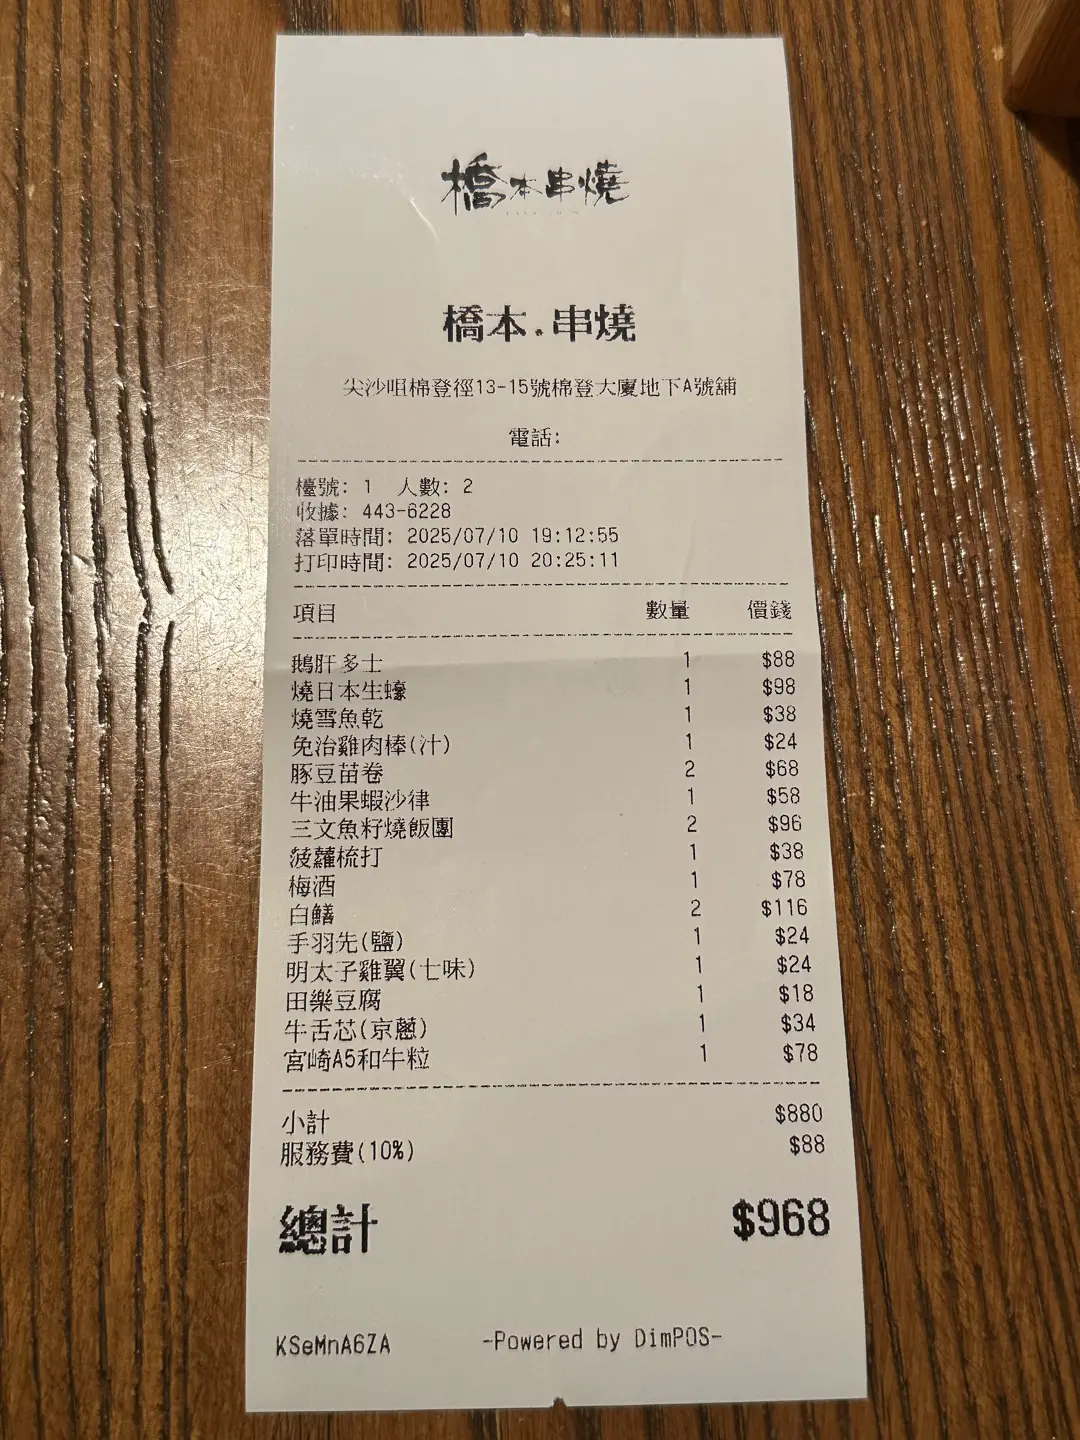 橋本串燒
橋本.串燒
尖沙咀棉登徑13-15號棉登大廈地下A號舖
電話:
檯號: 1 人數: 2
收據: 443-6228
落單時間: 2025/07/10 19:12:55
打印時間: 2025/07/10 20:25:11
項目 數量 價錢
鵝肝多士 1 $88
燒日本生蠔 1 $98
燒雪魚乾 1 $38
免治雞肉棒(汁) 1 $24
豚豆苗卷 2 $68
牛油果蝦沙律 1 $58
三文魚籽燒飯團 2 $96
菠蘿梳打 1 $38
梅酒 1 $78
白鱔 2 $116
手羽先(鹽) 1 $24
明太子雞翼(七味) 1 $24
田樂豆腐 1 $18
牛舌芯(京蔥) 1 $34
宮崎A5和牛粒 1 $78
小計 $880
服務費(10%) $88
總計 $968
KSeMnA6ZA -Powered by DimPOS-